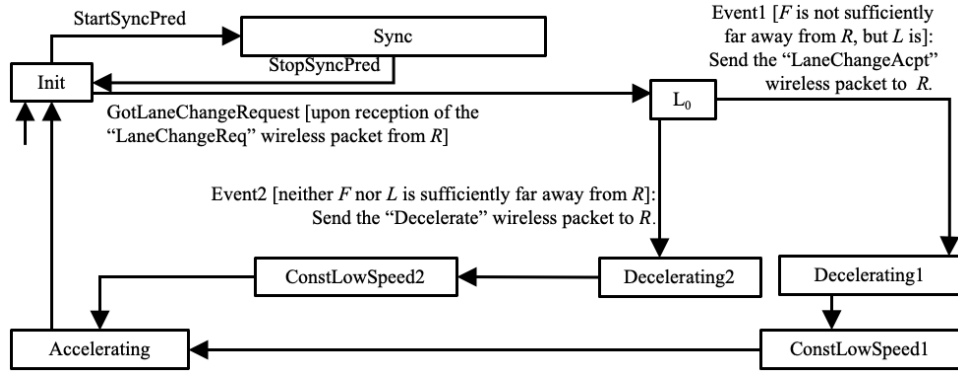 StartSyncPred
Sync
StopSyncPred
Init
Event1 [F is not sufficiently
far away from R, but L is]:
Send the “LaneChangeAcpt”
wireless packet to R.
L₀
GotLaneChangeRequest [upon reception of the
“LaneChangeReq” wireless packet from R]
Event2 [neither F nor L is sufficiently far away from R]:
Send the “Decelerate” wireless packet to R.
ConstLowSpeed2
Decelerating2
Decelerating1
Accelerating
ConstLowSpeed1